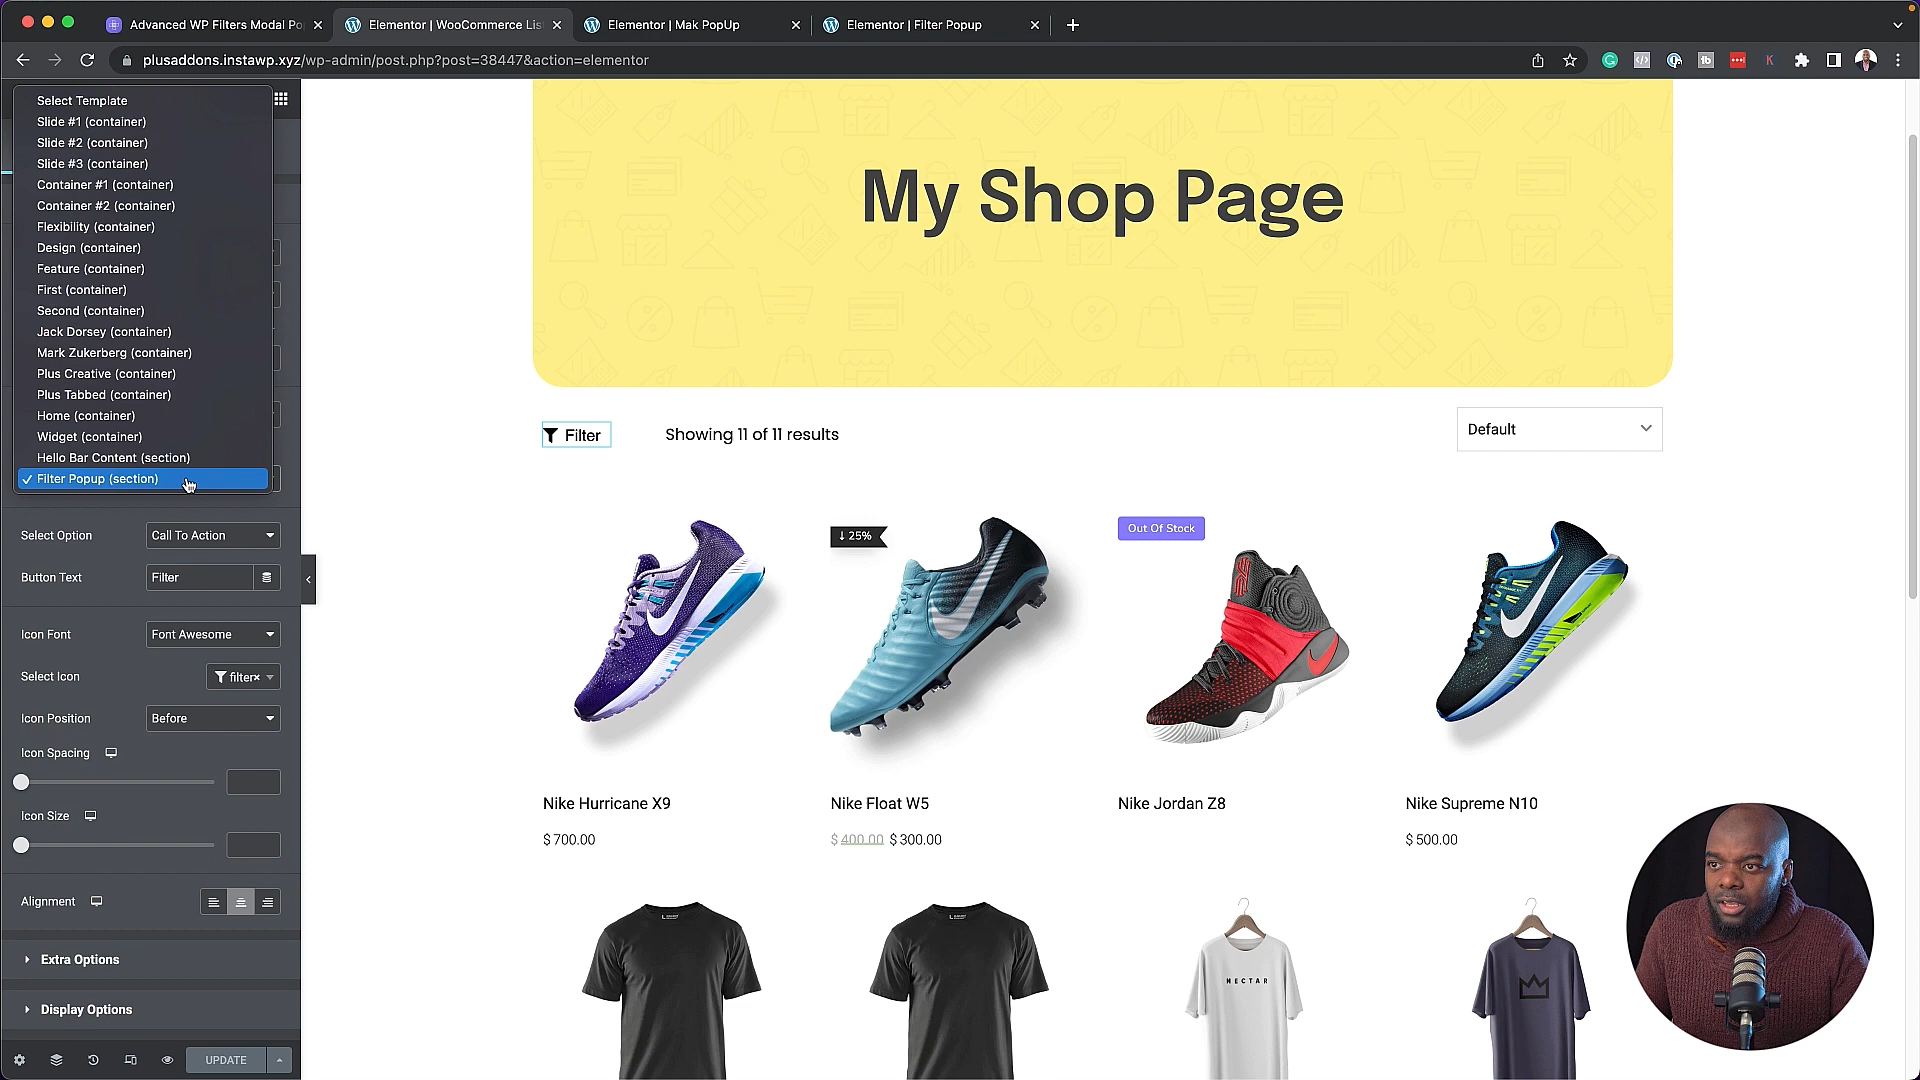 Advanced WP Filters Modal Po
Elementor | WooCommerce Lis
Elementor | Mak PopUp
Elementor | Filter Popup
plusaddons.instawp.xyz/wp-admin/post.php?post=38447&action=elementor
Select Template
Slide #1 (container)
Slide #2 (container)
Slide #3 (container)
Container #1 (container)
Container #2 (container)
Flexibility (container)
Design (container)
Feature (container)
First (container)
Second (container)
Jack Dorsey (container)
Mark Zukerberg (container)
Plus Creative (container)
Plus Tabbed (container)
Home (container)
Widget (container)
Hello Bar Content (section)
✓ Filter Popup (section)
Select Option
Call To Action
Button Text
Filter
Icon Font
Font Awesome
Select Icon
filter×
Icon Position
Before
Icon Spacing
Icon Size
Alignment
Extra Options
Display Options
UPDATE
My Shop Page
Filter
Showing 11 of 11 results
Default
↓ 25%
Out Of Stock
Nike Hurricane X9
Nike Float W5
Nike Jordan Z8
Nike Supreme N10
$700.00
$400.00 $300.00
$500.00
NECTAR